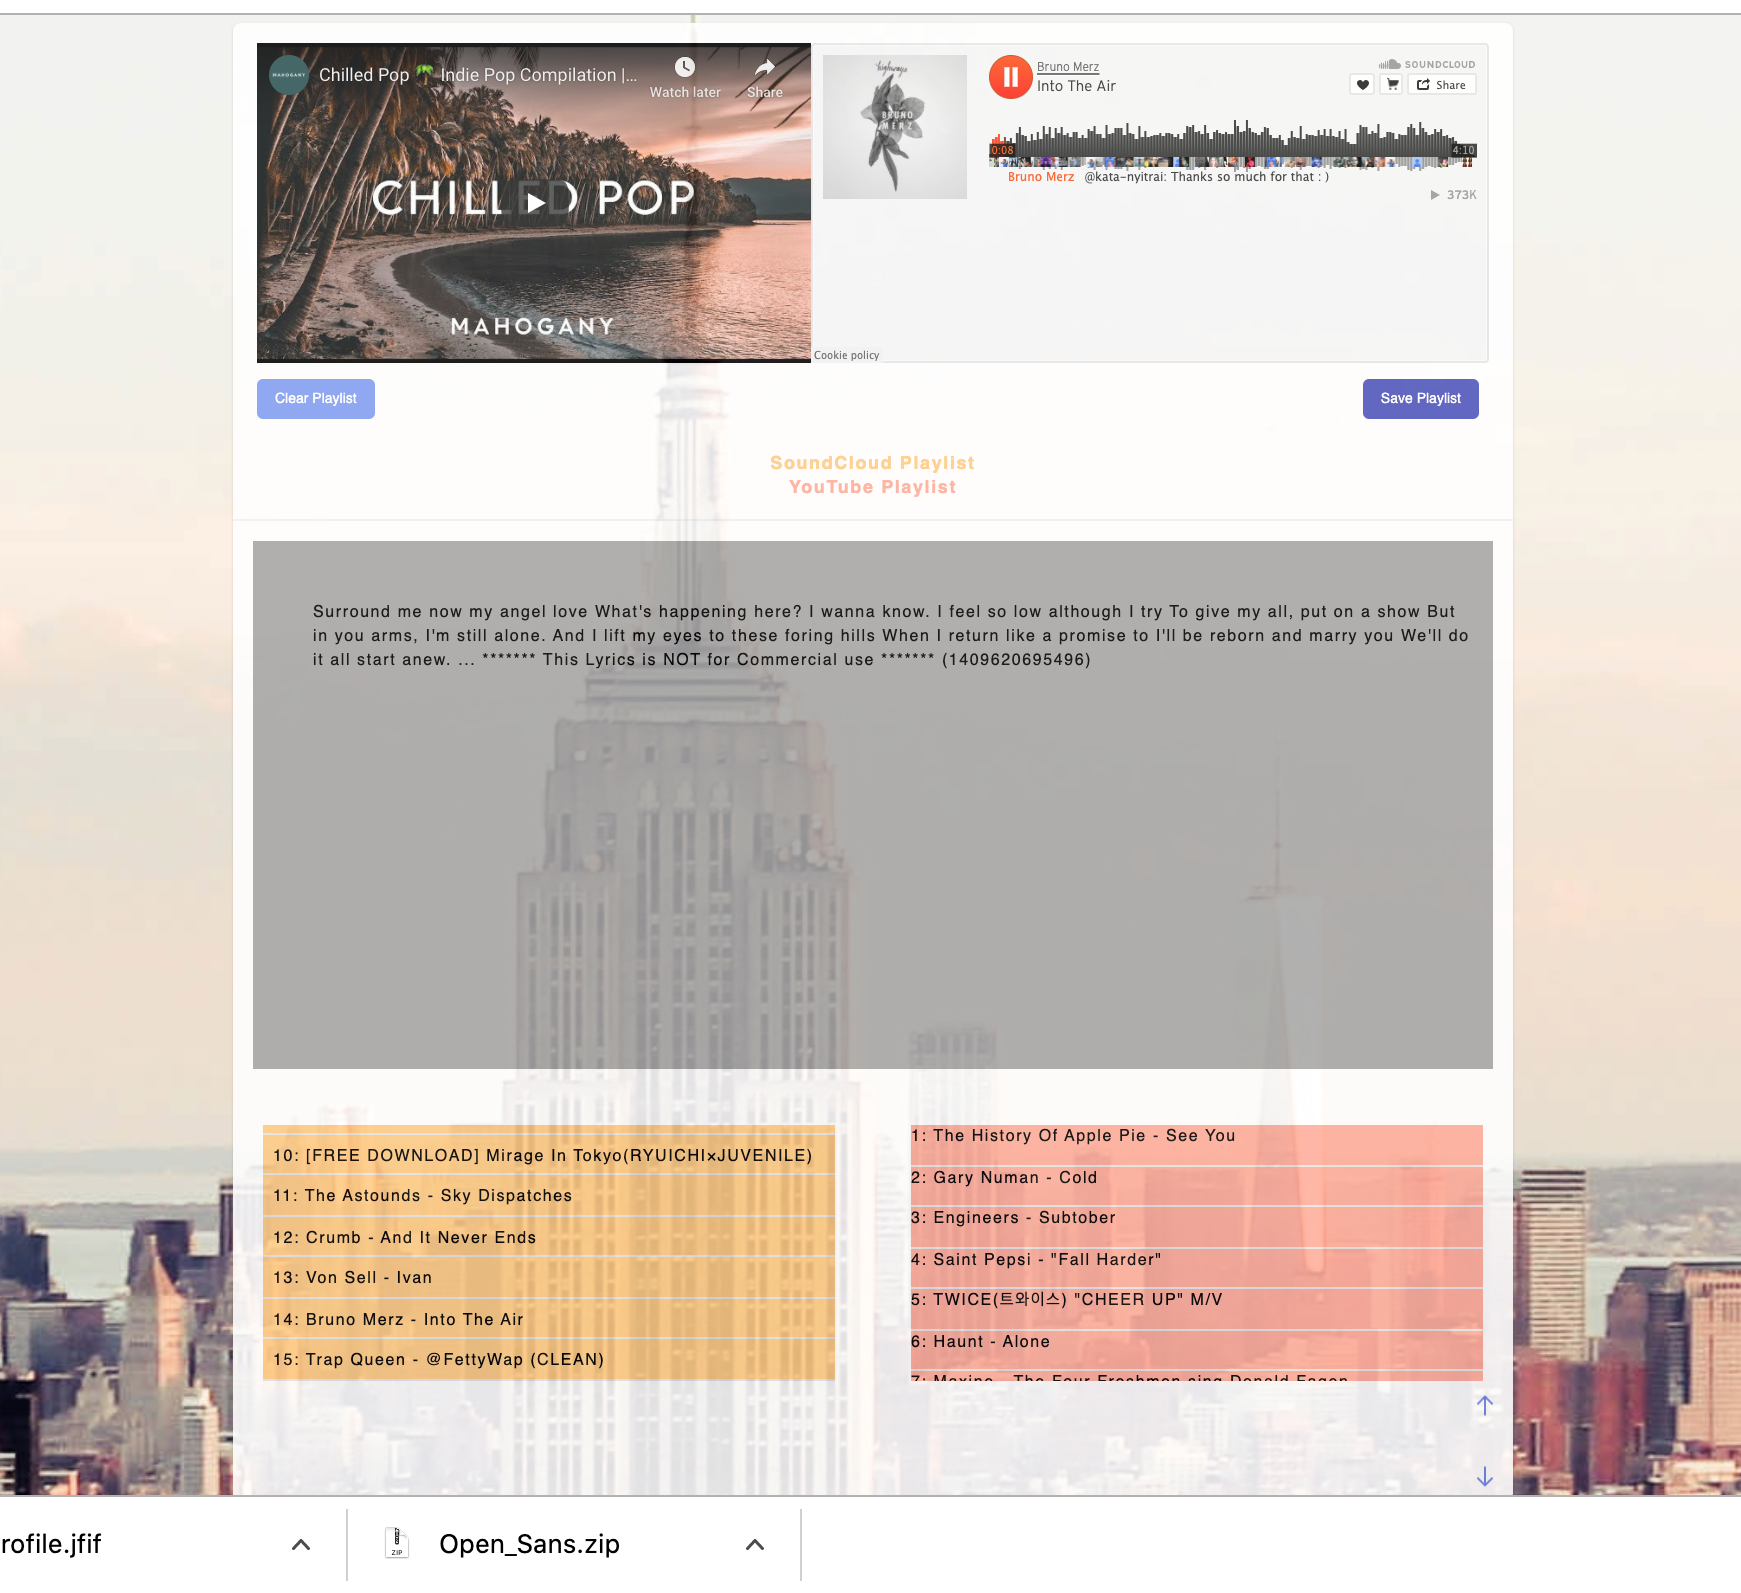 MAHOGANY
Chilled Pop 🌴 Indie Pop Compilation |...
Watch later
Share
CHILLED POP
MAHOGANY
highways
BRUNO
MERZ
Bruno Merz
Into The Air
SOUNDCLOUD
Share
0:08
4:10
Bruno Merz @kata-nyitrai: Thanks so much for that : )
373K
Cookie policy
Clear Playlist
Save Playlist
SoundCloud Playlist
YouTube Playlist
Surround me now my angel love What's happening here? I wanna know. I feel so low although I try To give my all, put on a show But
in you arms, I'm still alone. And I lift my eyes to these foring hills When I return like a promise to I'll be reborn and marry you We'll do
it all start anew. ... ******* This Lyrics is NOT for Commercial use ******* (1409620695496)
10: [FREE DOWNLOAD] Mirage In Tokyo(RYUICHI×JUVENILE)
11: The Astounds - Sky Dispatches
12: Crumb - And It Never Ends
13: Von Sell - Ivan
14: Bruno Merz - Into The Air
15: Trap Queen - @FettyWap (CLEAN)
1: The History Of Apple Pie - See You
2: Gary Numan - Cold
3: Engineers - Subtober
4: Saint Pepsi - "Fall Harder"
5: TWICE(트와이스) "CHEER UP" M/V
6: Haunt - Alone
7: Maxine - The Four Freshmen sing Donald Fagen
rofile.jfif
ZIP
Open_Sans.zip